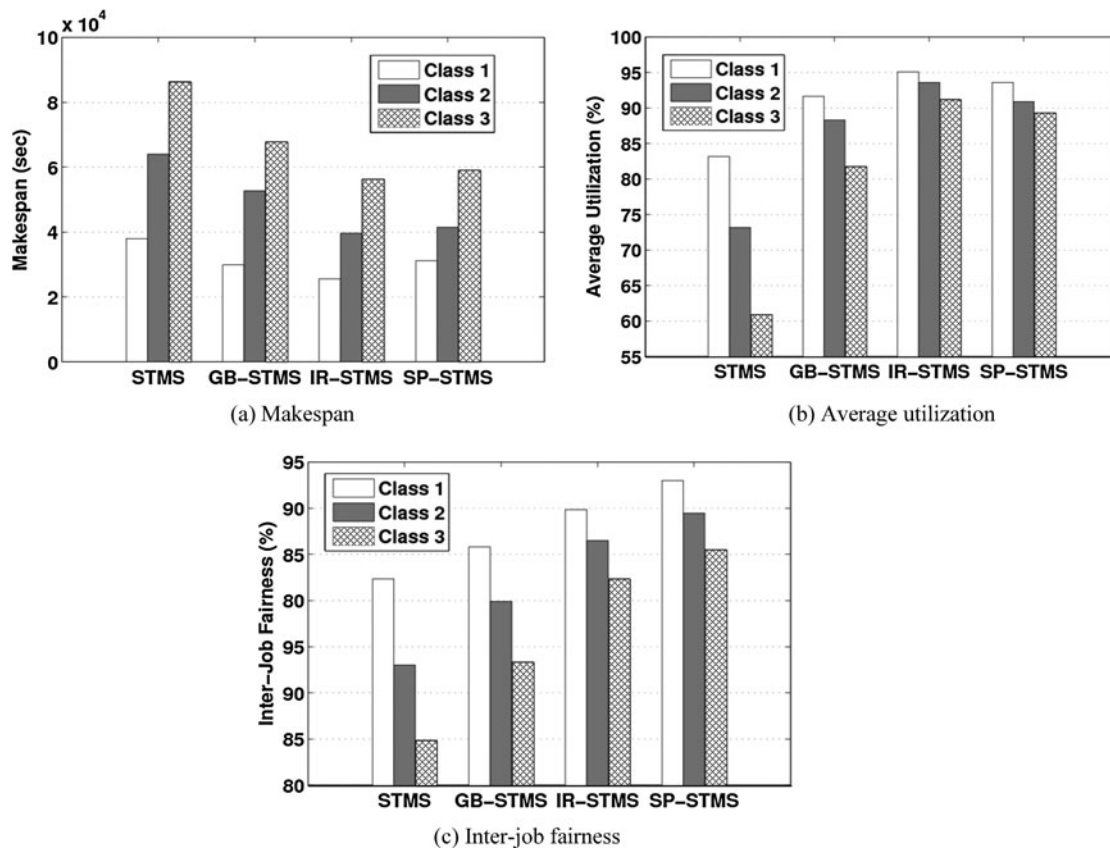 x 10⁴
10
8
6
4
2
0
Makespan (sec)
Class 1
Class 2
Class 3
STMS GB-STMS IR-STMS SP-STMS
(a) Makespan
100
95
90
85
80
75
70
65
60
55
Average Utilization (%)
Class 1
Class 2
Class 3
STMS GB-STMS IR-STMS SP-STMS
(b) Average utilization
95
90
85
80
95
90
85
80
Inter-Job Fairness (%)
Class 1
Class 2
Class 3
STMS GB-STMS IR-STMS SP-STMS
(c) Inter-job fairness